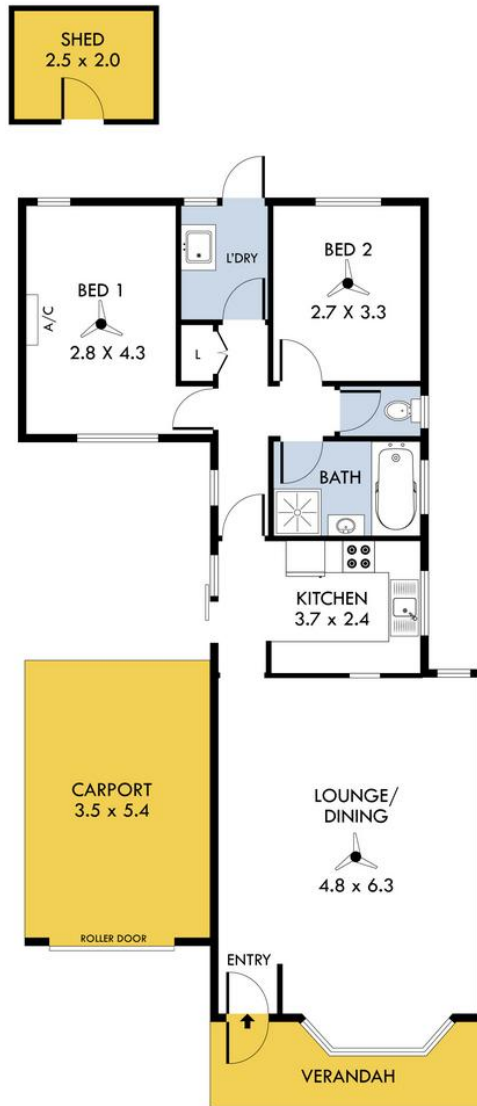 SHED
2.5 x 2.0
L'DRY
BED 1
A/C
2.8 X 4.3
BED 2
2.7 X 3.3
L
BATH
KITCHEN
3.7 x 2.4
CARPORT
3.5 x 5.4
ROLLER DOOR
LOUNGE/
DINING
4.8 x 6.3
ENTRY
VERANDAH